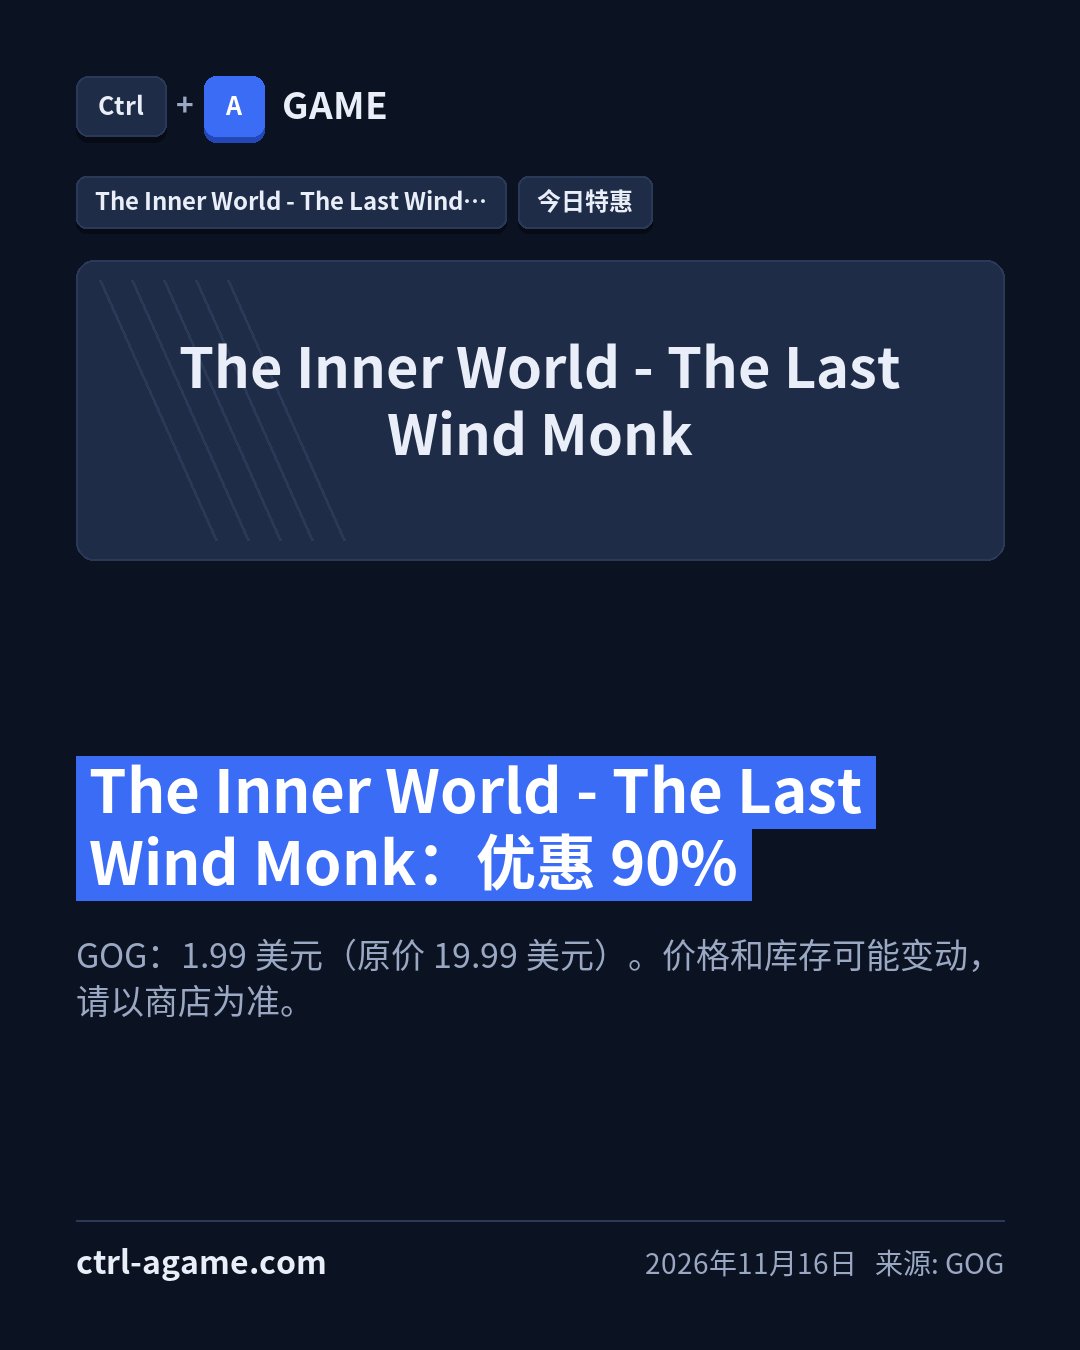 Ctrl + A GAME
The Inner World - The Last Wind··· 今日特惠
The Inner World - The Last
Wind Monk
The Inner World - The Last
Wind Monk：优惠 90%
GOG：1.99 美元（原价 19.99 美元）。价格和库存可能变动，
请以商店为准。
ctrl-agame.com 2026年11月16日 来源: GOG